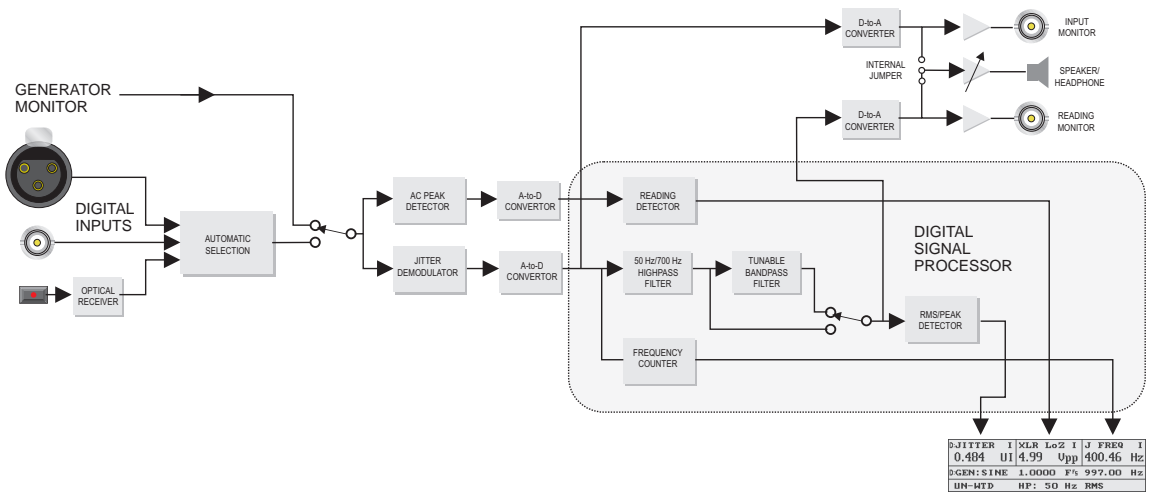 D-to-A
CONVERTER
INPUT
MONITOR
INTERNAL
JUMPER
SPEAKER/
HEADPHONE
GENERATOR
MONITOR
D-to-A
CONVERTER
READING
MONITOR
DIGITAL
INPUTS
AUTOMATIC
SELECTION
OPTICAL
RECEIVER
AC PEAK
DETECTOR
A-to-D
CONVERTOR
READING
DETECTOR
JITTER
DEMODULATOR
A-to-D
CONVERTOR
50 Hz/700 Hz
HIGHPASS
FILTER
TUNABLE
BANDPASS
FILTER
DIGITAL
SIGNAL
PROCESSOR
RMS/PEAK
DETECTOR
FREQUENCY
COUNTER
D:JITTER I XLR LoZ I J FREQ I
0.484 UI 4.99 Vpp 400.46 Hz
D:GEN:SINE 1.0000 Ffs 997.00 Hz
UN-WTD HP: 50 Hz RMS